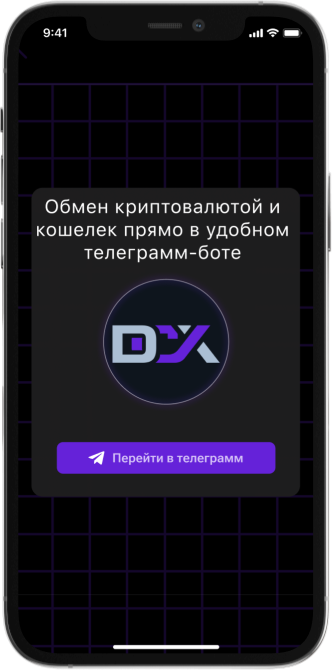 9:41
Обмен криптовалютой и
кошелек прямо в удобном
телеграмм-боте
DX
Перейти в телеграмм